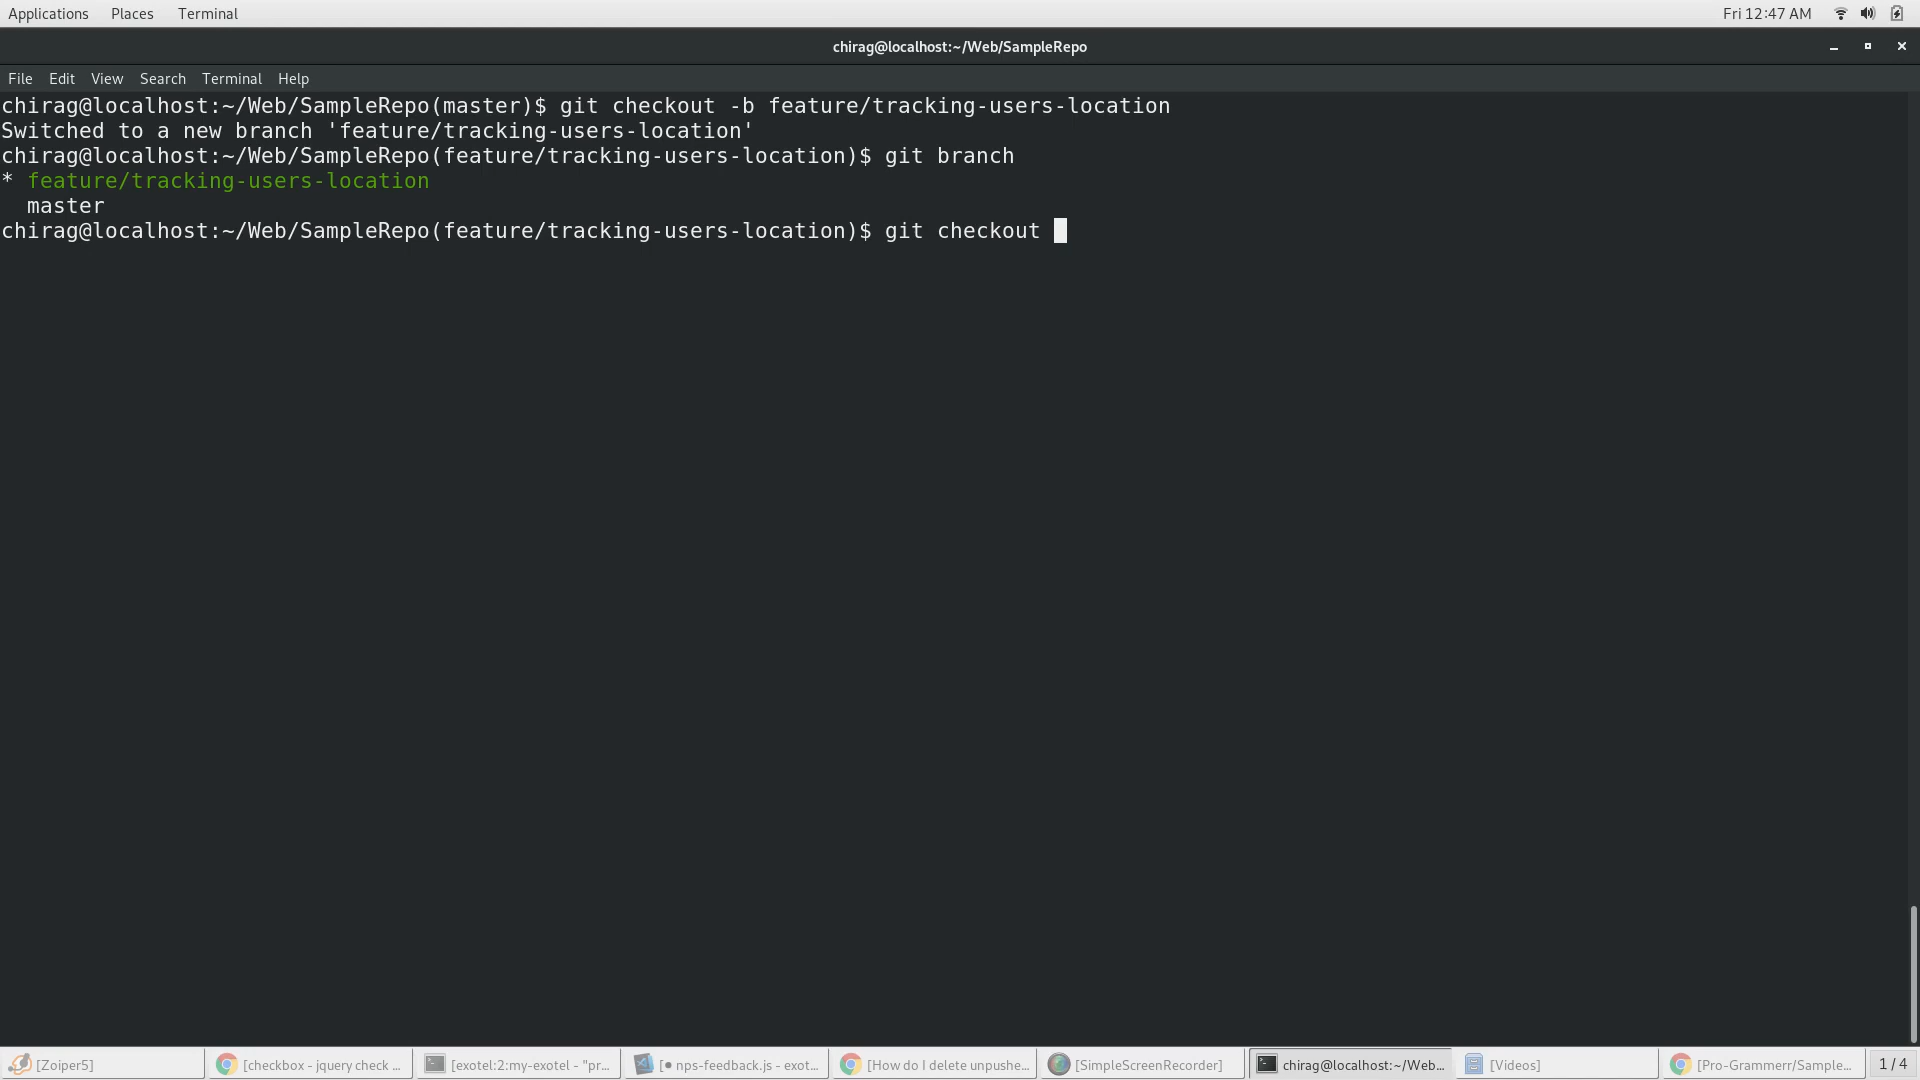 Applications Places Terminal Fri 12:47 AM
chirag@localhost:~/Web/SampleRepo
File Edit View Search Terminal Help
chirag@localhost:~/Web/SampleRepo(master)$ git checkout -b feature/tracking-users-location
Switched to a new branch 'feature/tracking-users-location'
chirag@localhost:~/Web/SampleRepo(feature/tracking-users-location)$ git branch
* feature/tracking-users-location
master
chirag@localhost:~/Web/SampleRepo(feature/tracking-users-location)$ git checkout
[Zoiper5] [checkbox - jquery check ... [exotel:2:my-exotel - "pr... [● nps-feedback.js - exot... [How do I delete unpushe... [SimpleScreenRecorder] chirag@localhost:~/Web... [Videos] [Pro-Grammerr/Sample... 1 / 4